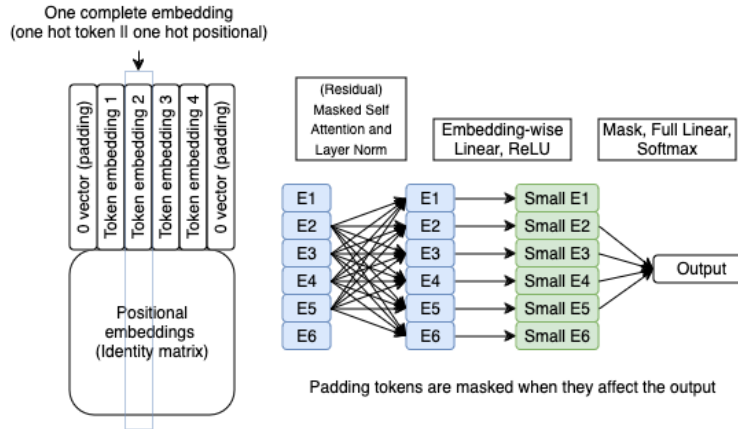 One complete embedding
(one hot token II one hot positional)
0 vector (padding)
Token embedding 1
Token embedding 2
Token embedding 3
Token embedding 4
0 vector (padding)
Positional
embeddings
(Identity matrix)
(Residual)
Masked Self
Attention and
Layer Norm
Embedding-wise
Linear, ReLU
Mask, Full Linear,
Softmax
E1
E2
E3
E4
E5
E6
E1
E2
E3
E4
E5
E6
Small E1
Small E2
Small E3
Small E4
Small E5
Small E6
Output
Padding tokens are masked when they affect the output